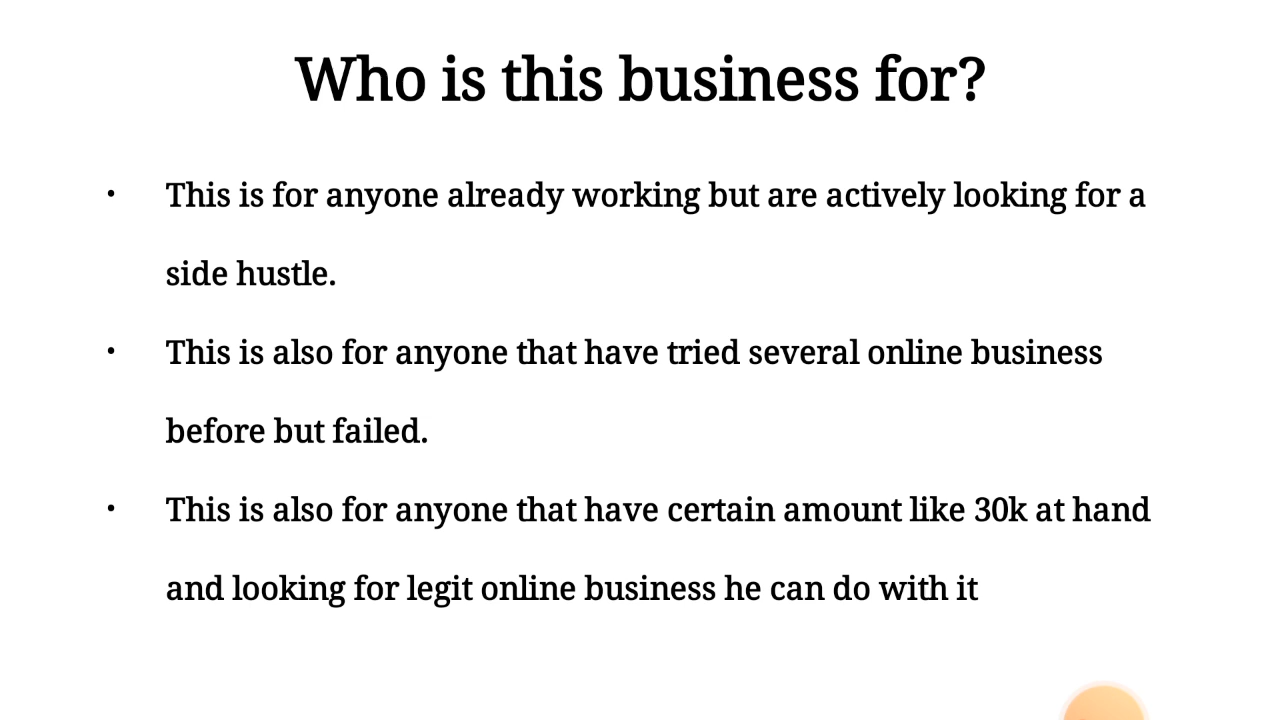 Who is this business for?
• This is for anyone already working but are actively looking for a
side hustle.
• This is also for anyone that have tried several online business
before but failed.
• This is also for anyone that have certain amount like 30k at hand
and looking for legit online business he can do with it